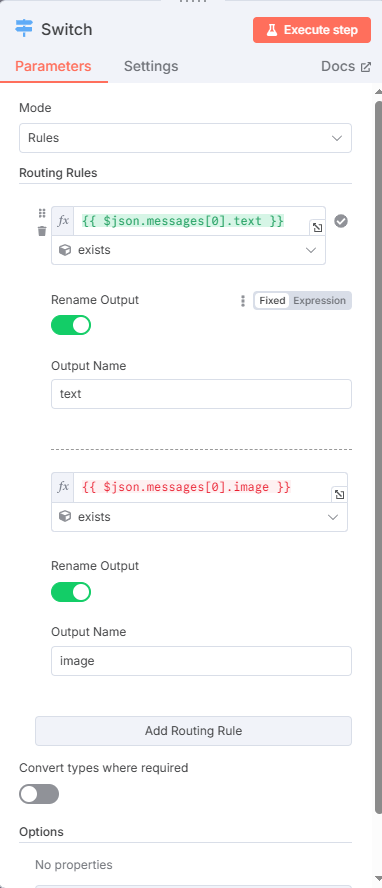 Switch
Execute step
Parameters
Settings
Docs
Mode
Rules
Routing Rules
fx {{ $json.messages[0].text }}
exists
Rename Output
Fixed Expression
Output Name
text
fx {{ $json.messages[0].image }}
exists
Rename Output
Output Name
image
Add Routing Rule
Convert types where required
Options
No properties